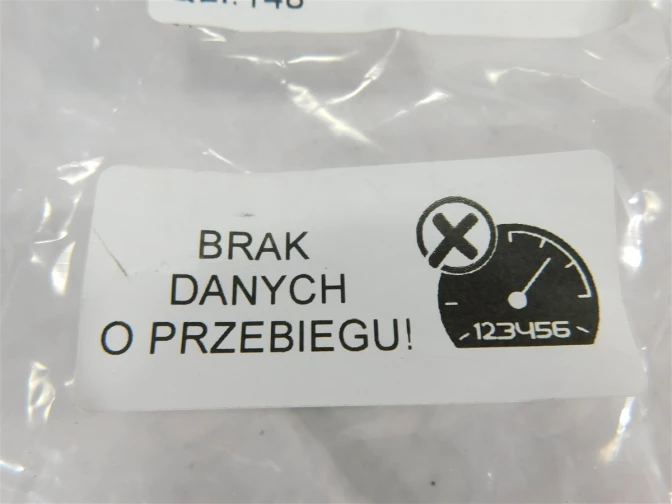 BRAK
DANYCH
O PRZEBIEGU!
123456